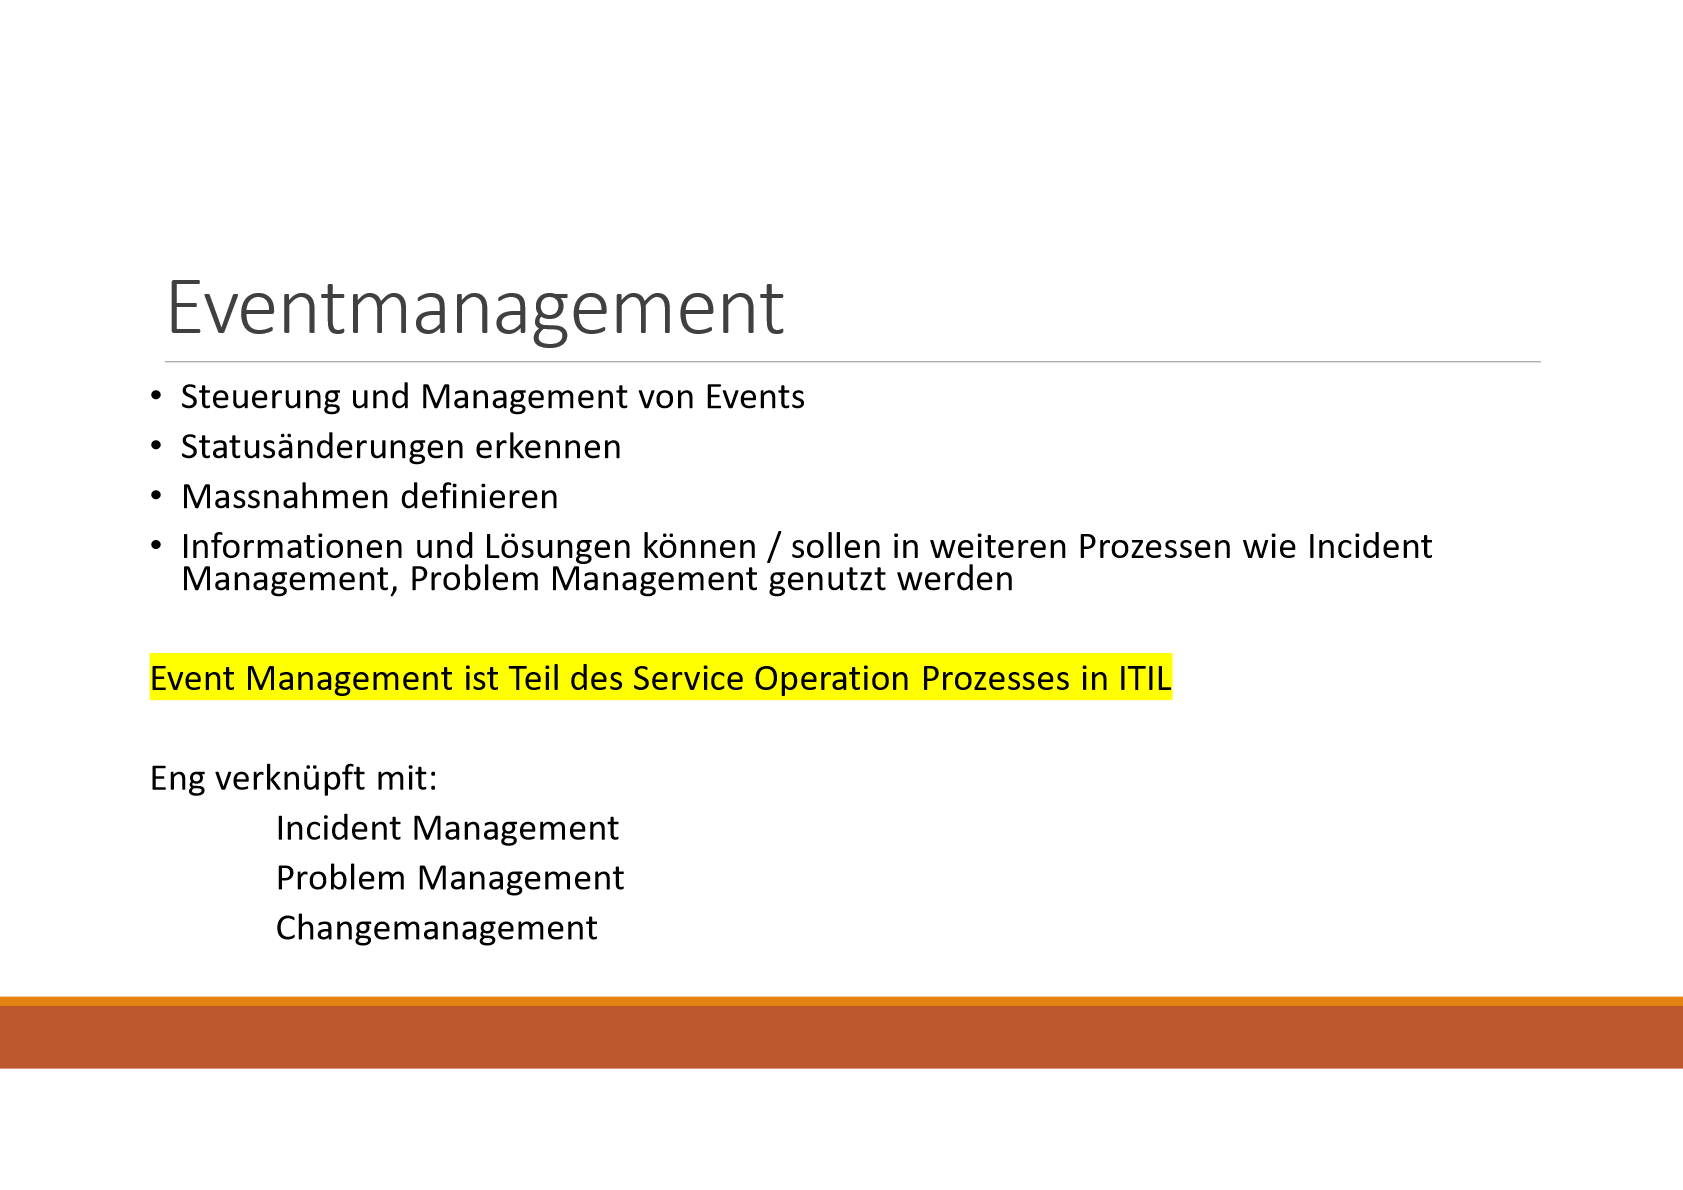 Eventmanagement
• Steuerung und Management von Events
• Statusänderungen erkennen
• Massnahmen definieren
• Informationen und Lösungen können / sollen in weiteren Prozessen wie Incident
Management, Problem Management genutzt werden
Event Management ist Teil des Service Operation Prozesses in ITIL
Eng verknüpft mit:
Incident Management
Problem Management
Changemanagement